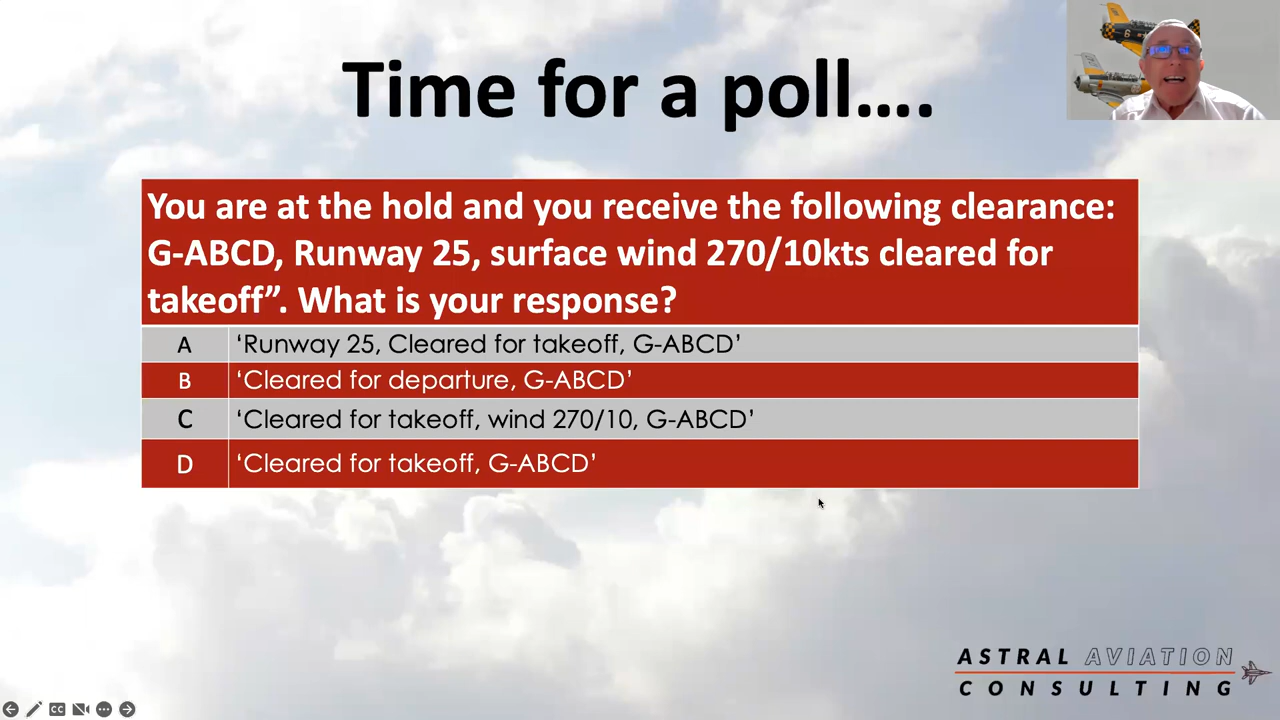 Time for a poll....
You are at the hold and you receive the following clearance:
G-ABCD, Runway 25, surface wind 270/10kts cleared for
takeoff”. What is your response?
A ‘Runway 25, Cleared for takeoff, G-ABCD’
B ‘Cleared for departure, G-ABCD’
C ‘Cleared for takeoff, wind 270/10, G-ABCD’
D ‘Cleared for takeoff, G-ABCD’
ASTRAL AVIATION
CONSULTING
CC